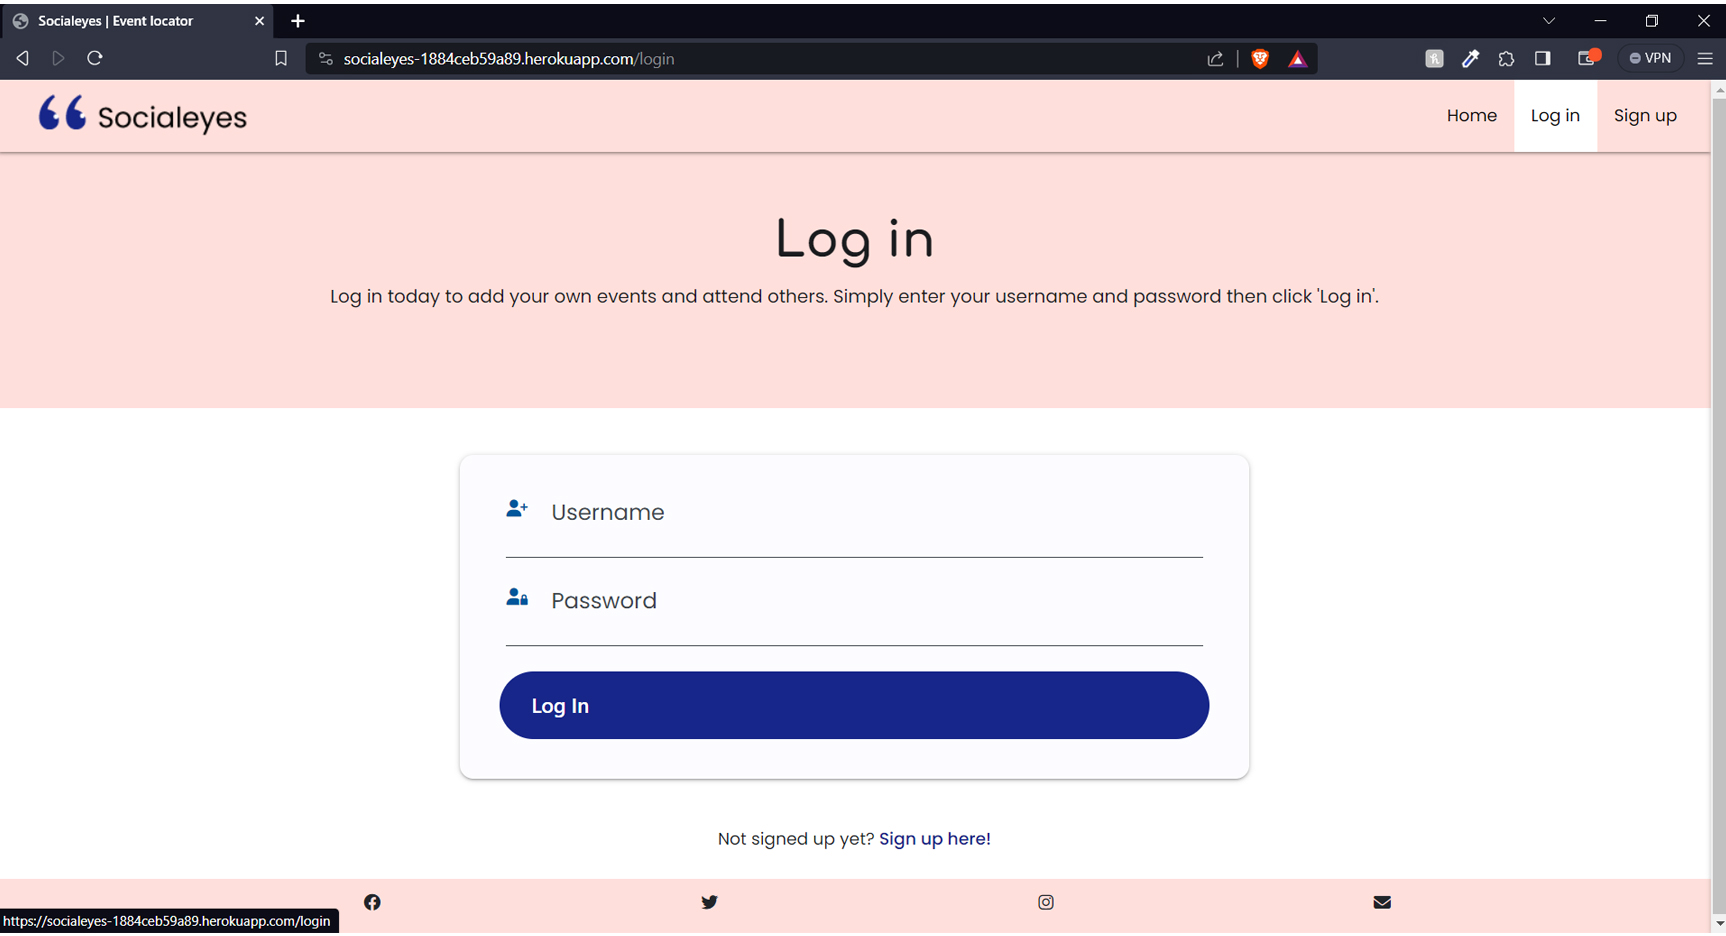 Socialeyes | Event locator
socialeyes-1884ceb59a89.herokuapp.com/login
VPN
Socialeyes
Home
Log in
Sign up
Log in
Log in today to add your own events and attend others. Simply enter your username and password then click 'Log in'.
Username
Password
Log In
Not signed up yet? Sign up here!
https://socialeyes-1884ceb59a89.herokuapp.com/login